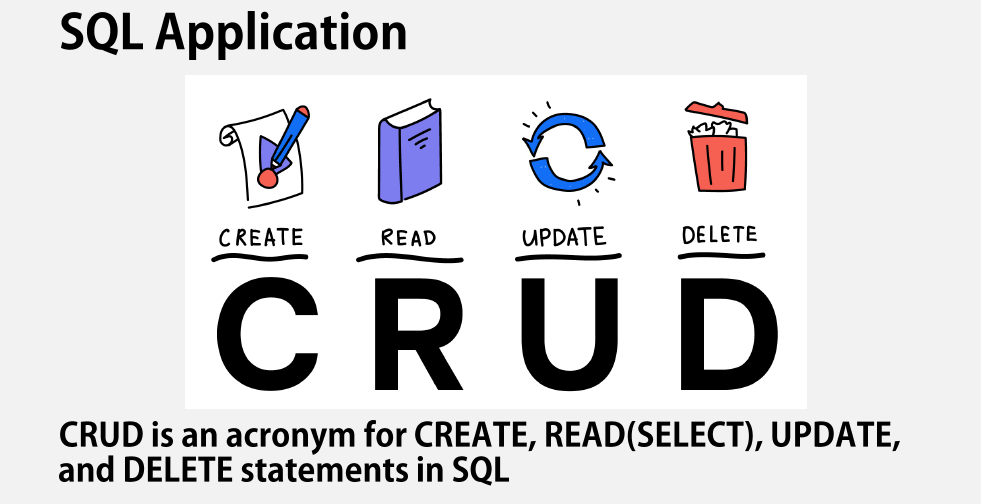 SQL Application
CREATE READ UPDATE DELETE
C R U D
CRUD is an acronym for CREATE, READ(SELECT), UPDATE,
and DELETE statements in SQL